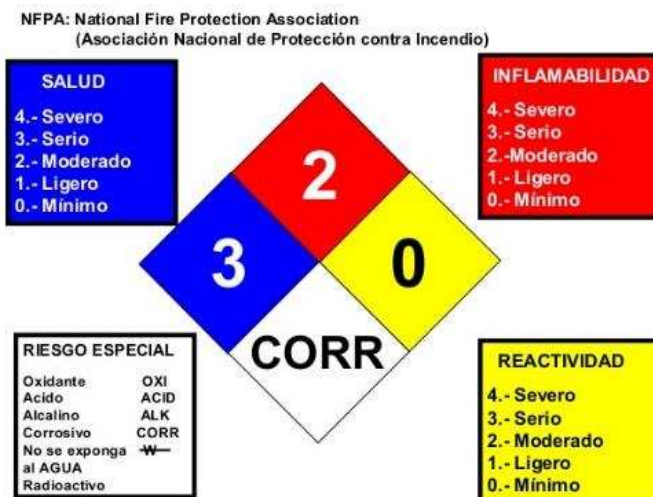 NFPA: National Fire Protection Association
(Asociación Nacional de Protección contra Incendio)
SALUD
4.- Severo
3.- Serio
2.- Moderado
1.- Ligero
0.- Mínimo
INFLAMABILIDAD
4.- Severo
3.- Serio
2.-Moderado
1.- Ligero
0.- Mínimo
2
3
0
CORR
RIESGO ESPECIAL
Oxidante OXI
Acido ACID
Alcalino ALK
Corrosivo CORR
No se exponga W
al AGUA
Radioactivo
REACTIVIDAD
4.- Severo
3.- Serio
2.- Moderado
1.- Ligero
0.- Mínimo